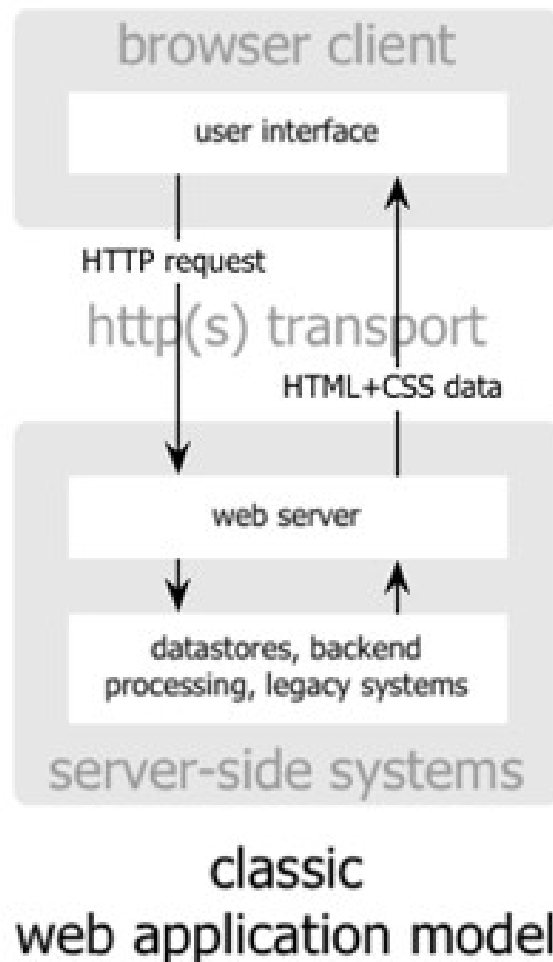 browser client
user interface
HTTP request
http(s) transport
HTML+CSS data
web server
datastores, backend
processing, legacy systems
server-side systems
classic
web application model